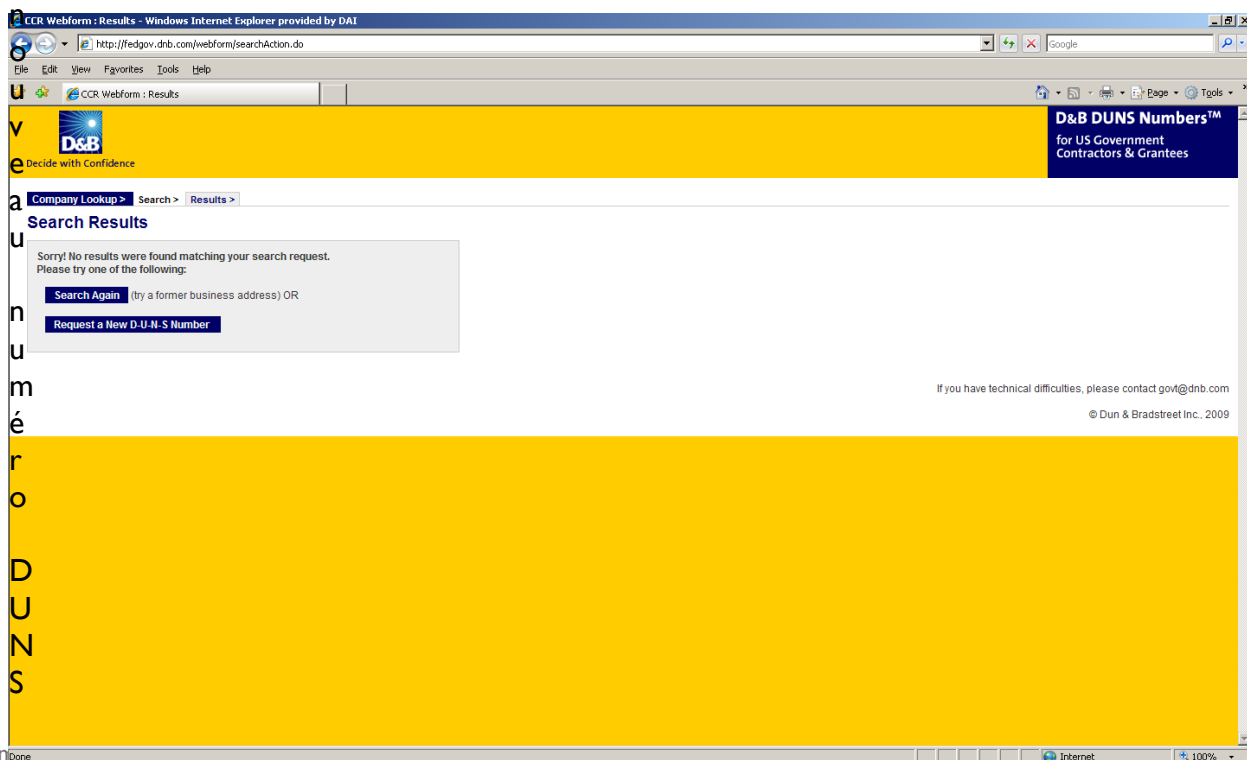 CCR Webform : Results - Windows Internet Explorer provided by DAI
http://fedgov.dnb.com/webform/searchAction.do
Google
File Edit View Favorites Tools Help
CCR Webform : Results
Page Tools
D&B
Decide with Confidence
D&B DUNS Numbers™
for US Government
Contractors & Grantees
Company Lookup > Search > Results >
Search Results
Sorry! No results were found matching your search request.
Please try one of the following:
Search Again (try a former business address) OR
Request a New D-U-N-S Number
If you have technical difficulties, please contact govt@dnb.com
© Dun & Bradstreet Inc., 2009
n
o
u
v
e
a
u
n
u
m
é
r
o
D
U
N
S
n
Done
Internet
100%